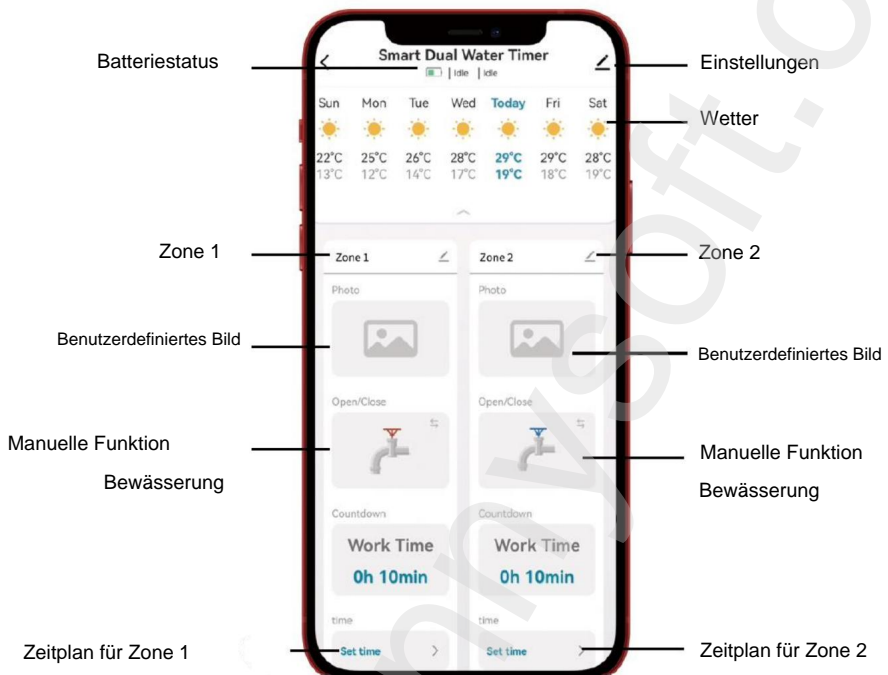 Batteriestatus
Smart Dual Water Timer
Idle Idle
Einstellungen
Sun Mon Tue Wed Today Fri Sat
Wetter
22°C 25°C 26°C 28°C 29°C 29°C 28°C
13°C 12°C 14°C 17°C 19°C 18°C 19°C
Zone 1
Zone 1
Zone 2
Zone 2
Photo
Photo
Benutzerdefiniertes Bild
Benutzerdefiniertes Bild
Open/Close
Open/Close
Manuelle Funktion
Bewässerung
Manuelle Funktion
Bewässerung
Countdown
Countdown
Work Time
Work Time
0h 10min
0h 10min
time
time
Zeitplan für Zone 1
Set time
Set time
Zeitplan für Zone 2